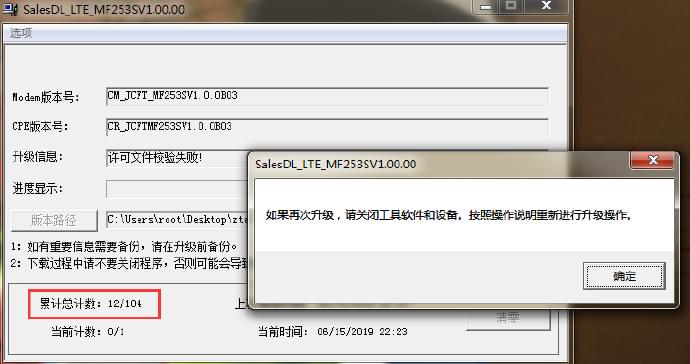 SalesDL_LTE_MF253SV1.00.00
选项
Modem版本号: CM_JCFT_MF253SV1.0.0B03
CPE版本号: CR_JCFTMF253SV1.0.0B03
升级信息: 许可文件校验失败!
进度显示:
版本路径 C:\Users\root\Desktop\zte
1: 如有重要信息需要备份, 请在升级前备份。
2: 下载过程中请不要关闭程序, 否则可能会导
累计总计数: 12/104
当前计数: 0/1 当前时间: 06/15/2019 22:23
清零
SalesDL_LTE_MF253SV1.00.00
如果再次升级，请关闭工具软件和设备。按照操作说明重新进行升级操作。
确定